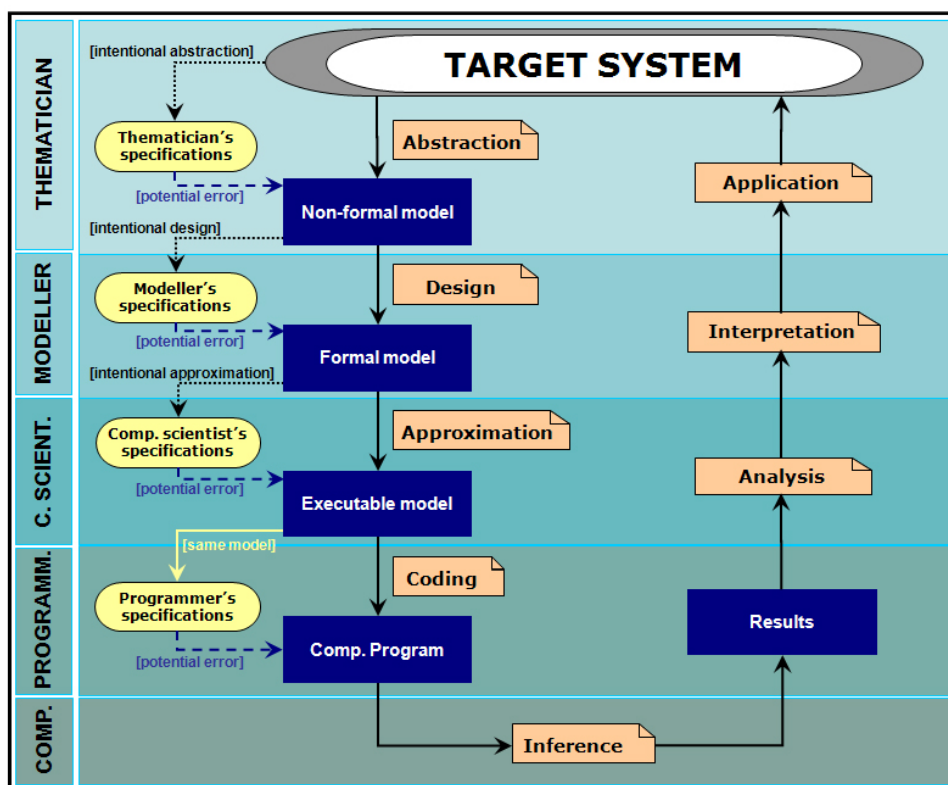 THEMATICIAN
[intentional abstraction]
TARGET SYSTEM
Thematician's
specifications
Abstraction
Application
[potential error]
Non-formal model
[intentional design]
MODELLER
Modeller's
specifications
Design
[potential error]
Formal model
Interpretation
[intentional approximation]
C. SCIENT.
Comp. scientist's
specifications
Approximation
Analysis
[potential error]
Executable model
[same model]
PROGRAMM.
Programmer's
specifications
Coding
Results
[potential error]
Comp. Program
COMP.
Inference